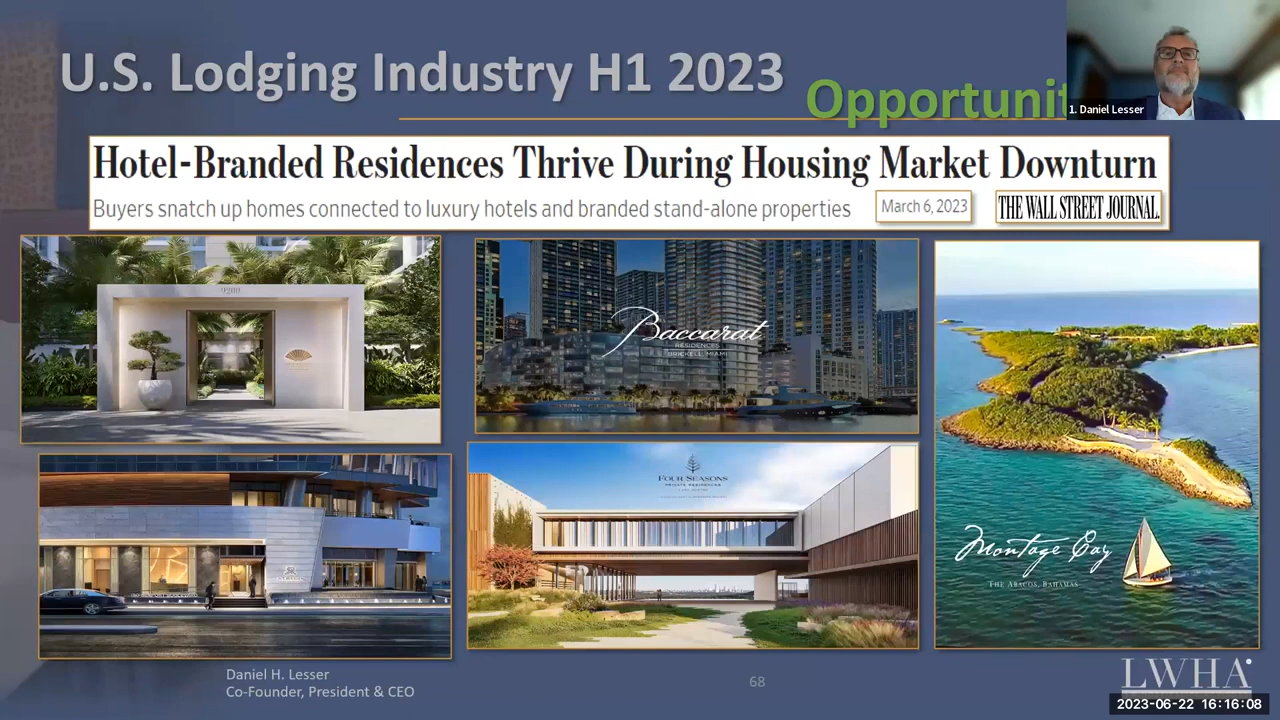 U.S. Lodging Industry H1 2023
Opportunit
1. Daniel Lesser
Hotel-Branded Residences Thrive During Housing Market Downturn
Buyers snatch up homes connected to luxury hotels and branded stand-alone properties
March 6, 2023
THE WALL STREET JOURNAL.
9200
Baccarat
RESIDENCES
BRICKELL, MIAMI
FOUR SEASONS
PRIVATE RESIDENCES
Montage Cay
THE ABACOS, BAHAMAS
Daniel H. Lesser
Co-Founder, President & CEO
68
LWHA
2023-06-22 16:16:08